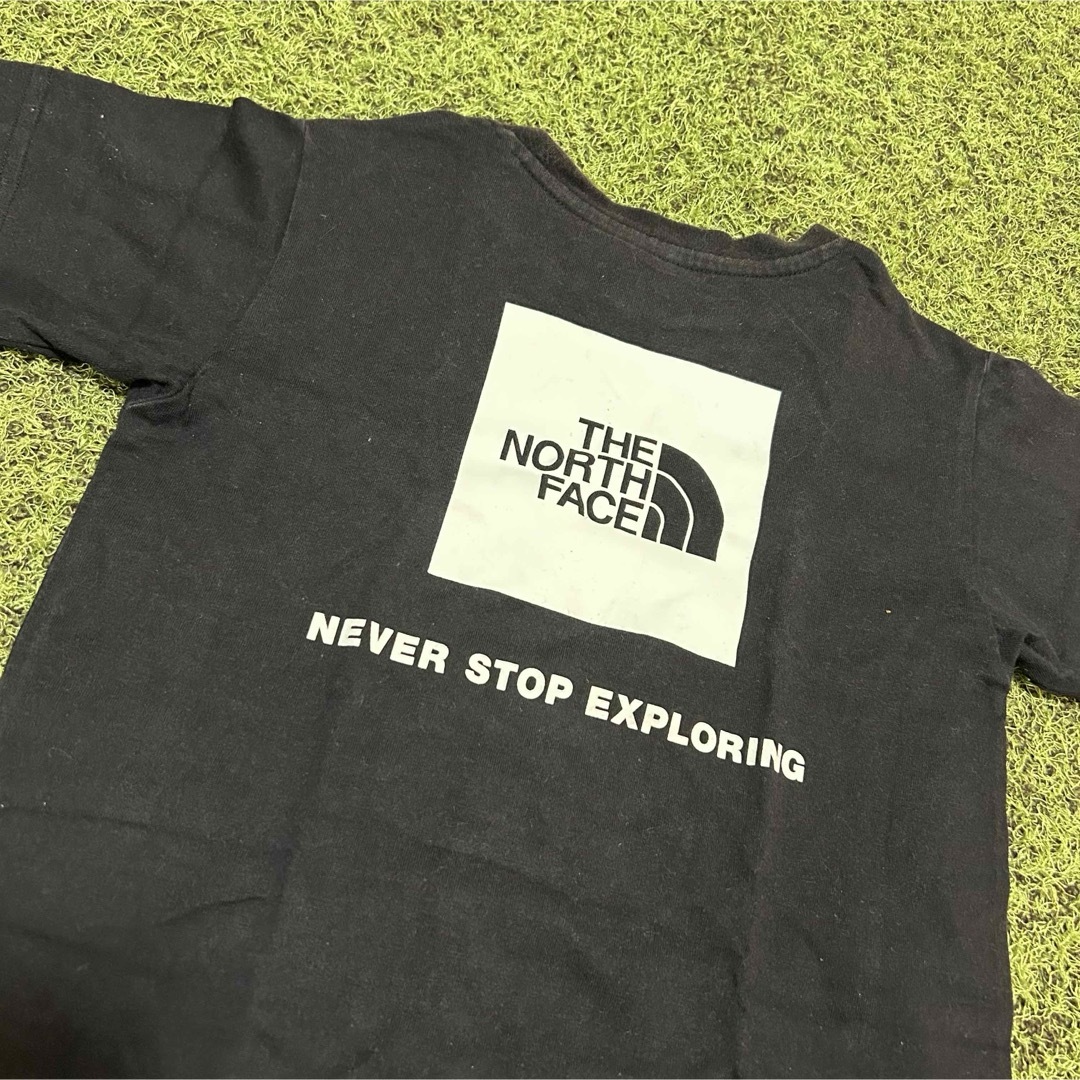 THE
NORTH
FACE
NEVER STOP EXPLORING